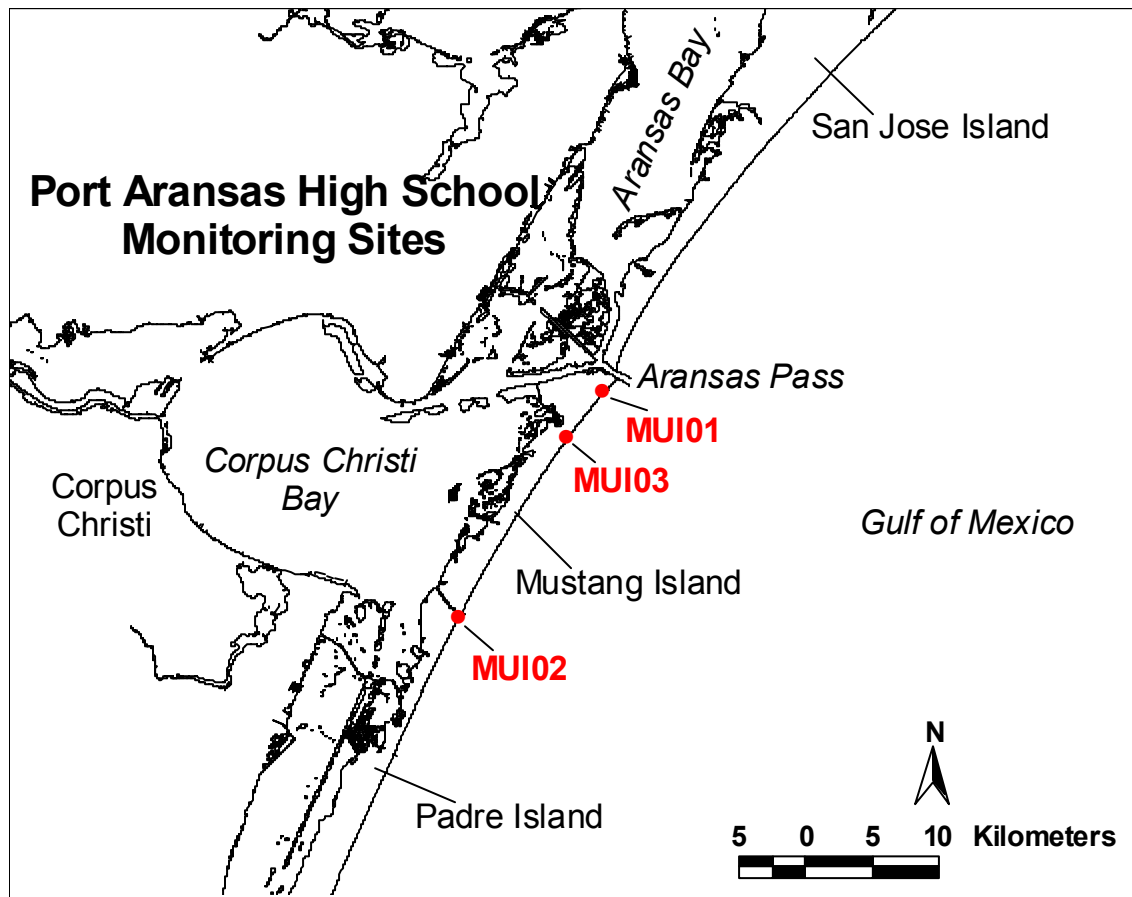 Aransas Bay
San Jose Island
Port Aransas High School
Monitoring Sites
Aransas Pass
MUI01
MUI03
Corpus Christi
Bay
Corpus
Christi
Gulf of Mexico
Mustang Island
MUI02
Padre Island
N
5 0 5 10 Kilometers